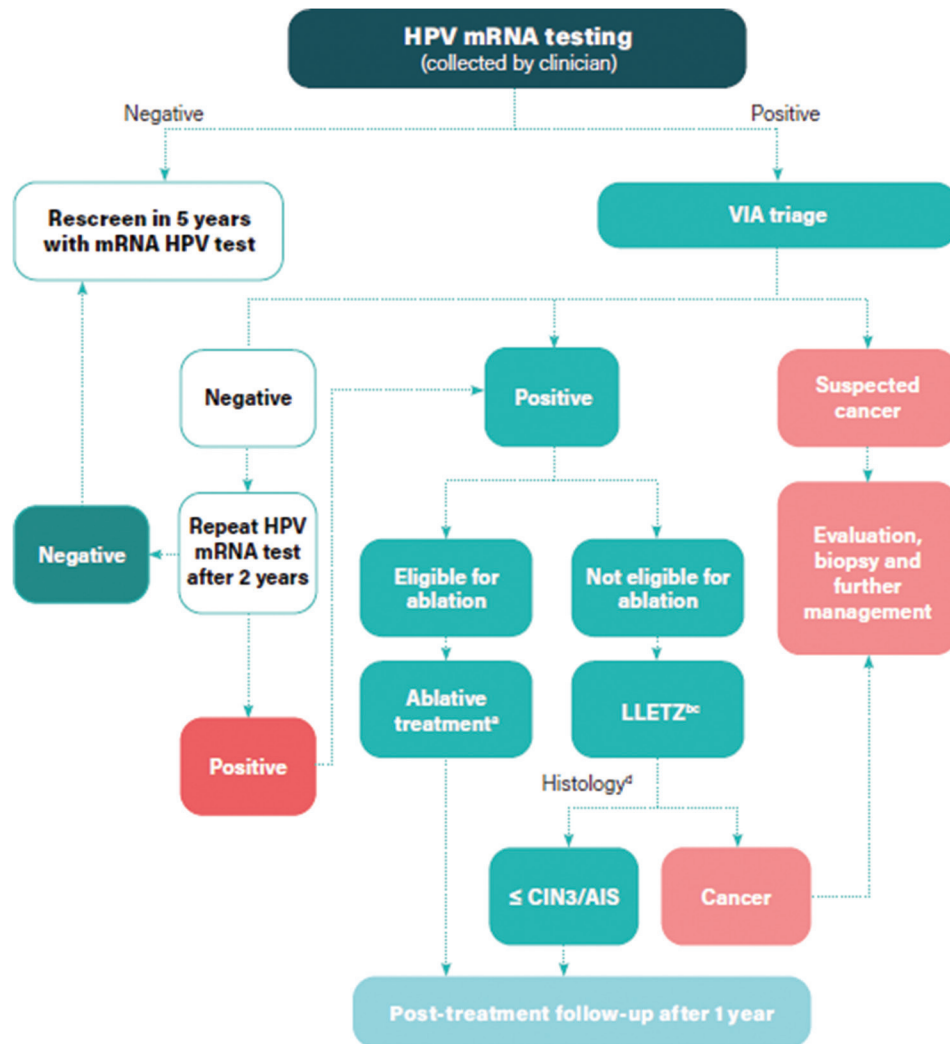 HPV mRNA testing
(collected by clinician)
Negative
Positive
Rescreen in 5 years
with mRNA HPV test
VIA triage
Negative
Positive
Suspected
cancer
Negative
Repeat HPV
mRNA test
after 2 years
Eligible for
ablation
Not eligible for
ablation
Evaluation,
biopsy and
further
management
Positive
Ablative
treatmentᵃ
LLETZᵇᶜ
Histologyᵈ
≤ CIN3/AIS
Cancer
Post-treatment follow-up after 1 year